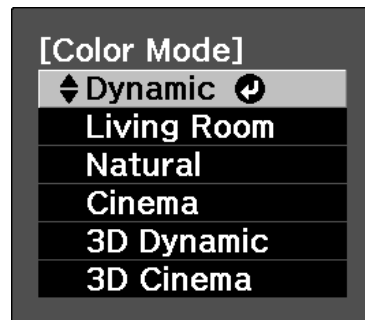 [Color Mode]
Dynamic
Living Room
Natural
Cinema
3D Dynamic
3D Cinema